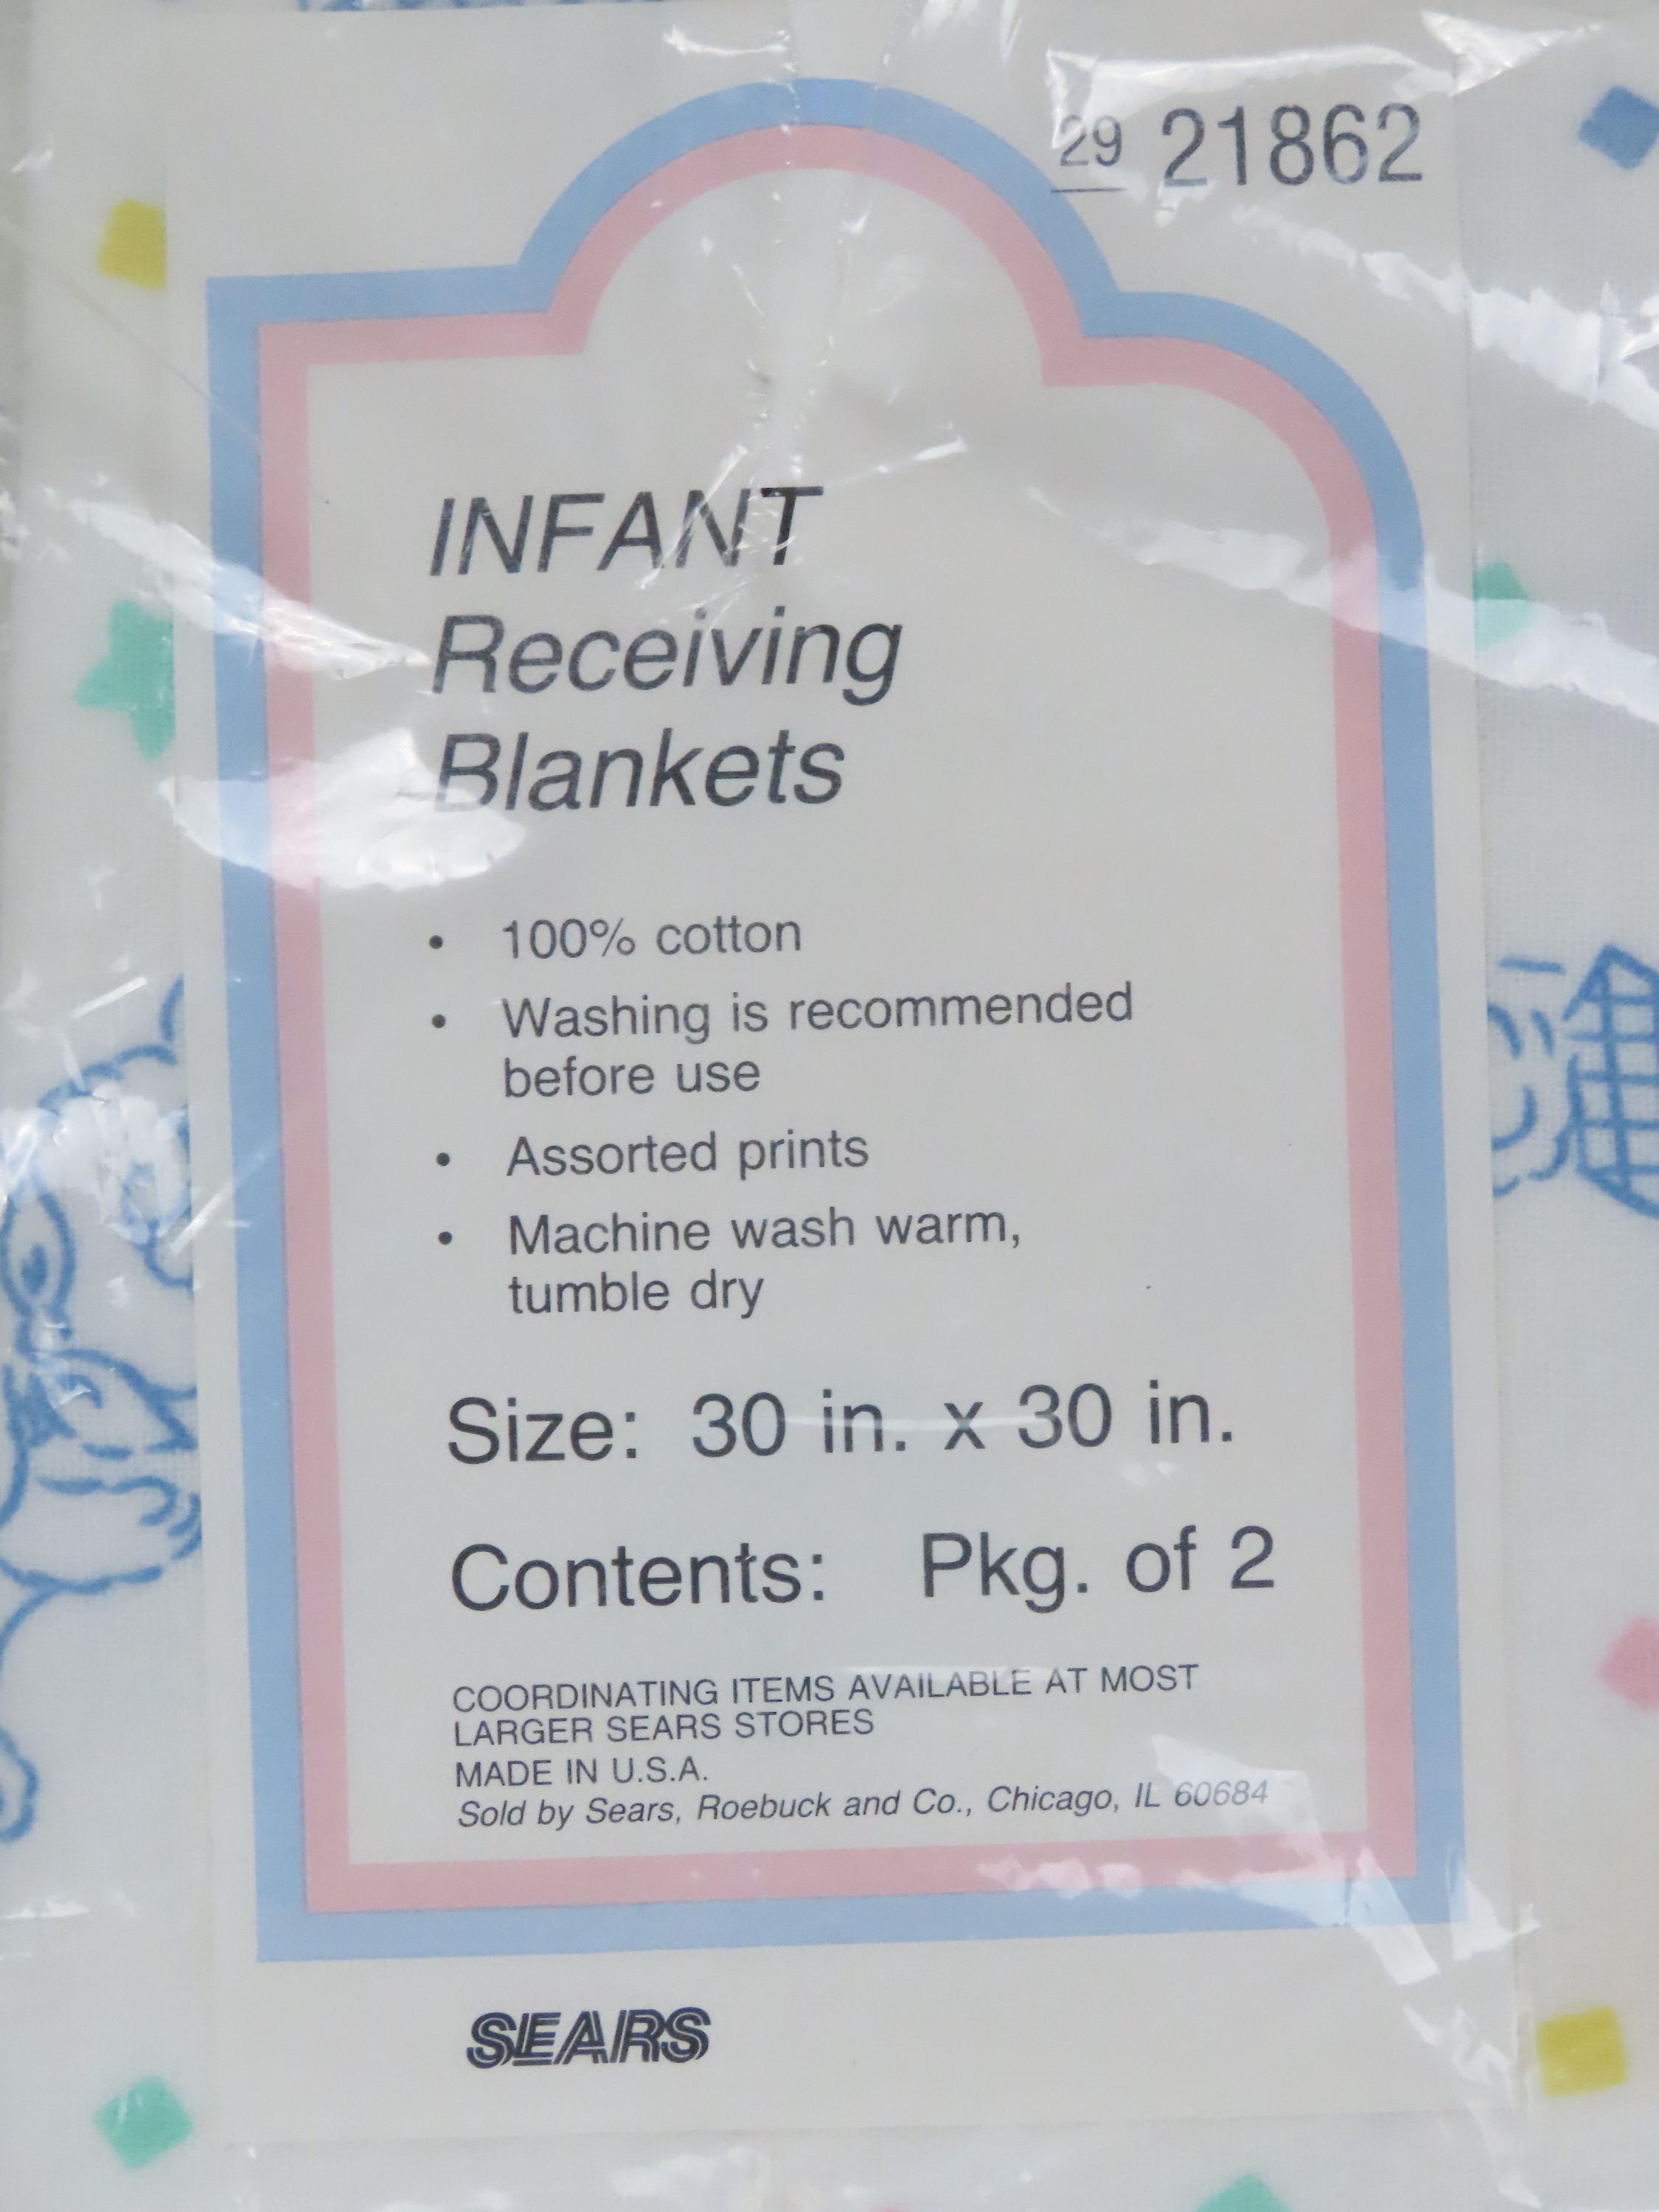 29 21862
INFANT
Receiving
Blankets
• 100% cotton
• Washing is recommended
before use
• Assorted prints
• Machine wash warm,
tumble dry
Size: 30 in. x 30 in.
Contents: Pkg. of 2
COORDINATING ITEMS AVAILABLE AT MOST
LARGER SEARS STORES
MADE IN U.S.A.
Sold by Sears, Roebuck and Co., Chicago, IL 60684
SEARS